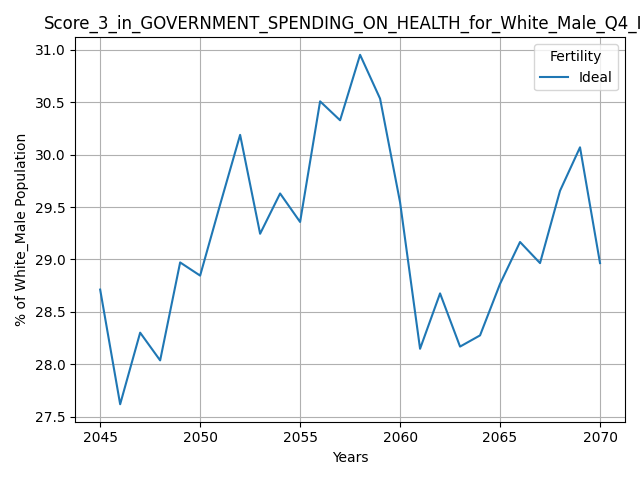 Score_3_in_GOVERNMENT_SPENDING_ON_HEALTH_for_White_Male_Q4_I
Fertility
Ideal
31.0
30.5
30.0
29.5
29.0
28.5
28.0
27.5
% of White_Male Population
2045 2050 2055 2060 2065 2070
Years